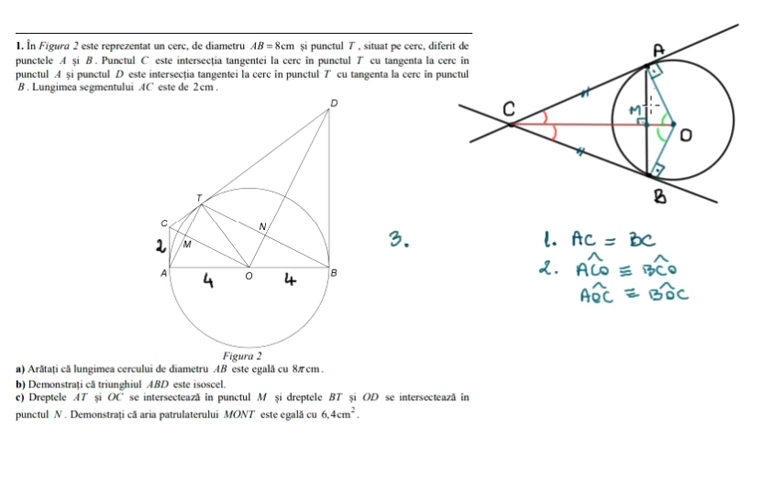 1. În Figura 2 este reprezentat un cerc, de diametru AB = 8cm și punctul T , situat pe cerc, diferit de
punctele A și B . Punctul C este intersecția tangentei la cerc în punctul T cu tangenta la cerc în
punctul A și punctul D este intersecția tangentei la cerc în punctul T cu tangenta la cerc în punctul
B . Lungimea segmentului AC este de 2cm .
D
T
C
N
M
2
A
O
B
4
4
Figura 2
a) Arătați că lungimea cercului de diametru AB este egală cu 8π cm .
b) Demonstrați că triunghiul ABD este isoscel.
c) Dreptele AT și OC se intersectează în punctul M și dreptele BT și OD se intersectează în
punctul N . Demonstrați că aria patrulaterului MONT este egală cu 6,4cm² .
A
C
M
O
B
3.
1. AC = BC
2. AĈO ≡ BĈO
AÔC ≡ BÔC